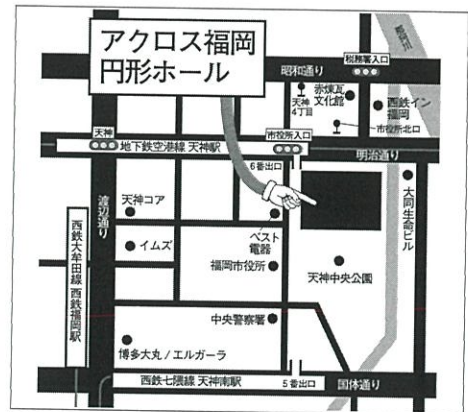 アクロス福岡
円形ホール
税務署入口
昭和通り
天神
4丁目
赤煉瓦
文化館
西鉄イン
福岡
市役所北口
天神
地下鉄空港線 天神駅
市役所入口
明治通り
6番出口
渡辺通り
天神コア
イムズ
ベスト
電器
福岡市役所
大同生命ビル
天神中央公園
西鉄大牟田線 西鉄福岡駅
中央警察署
博多大丸/エルガーラ
西鉄七隈線 天神南駅
5番出口
国体通り